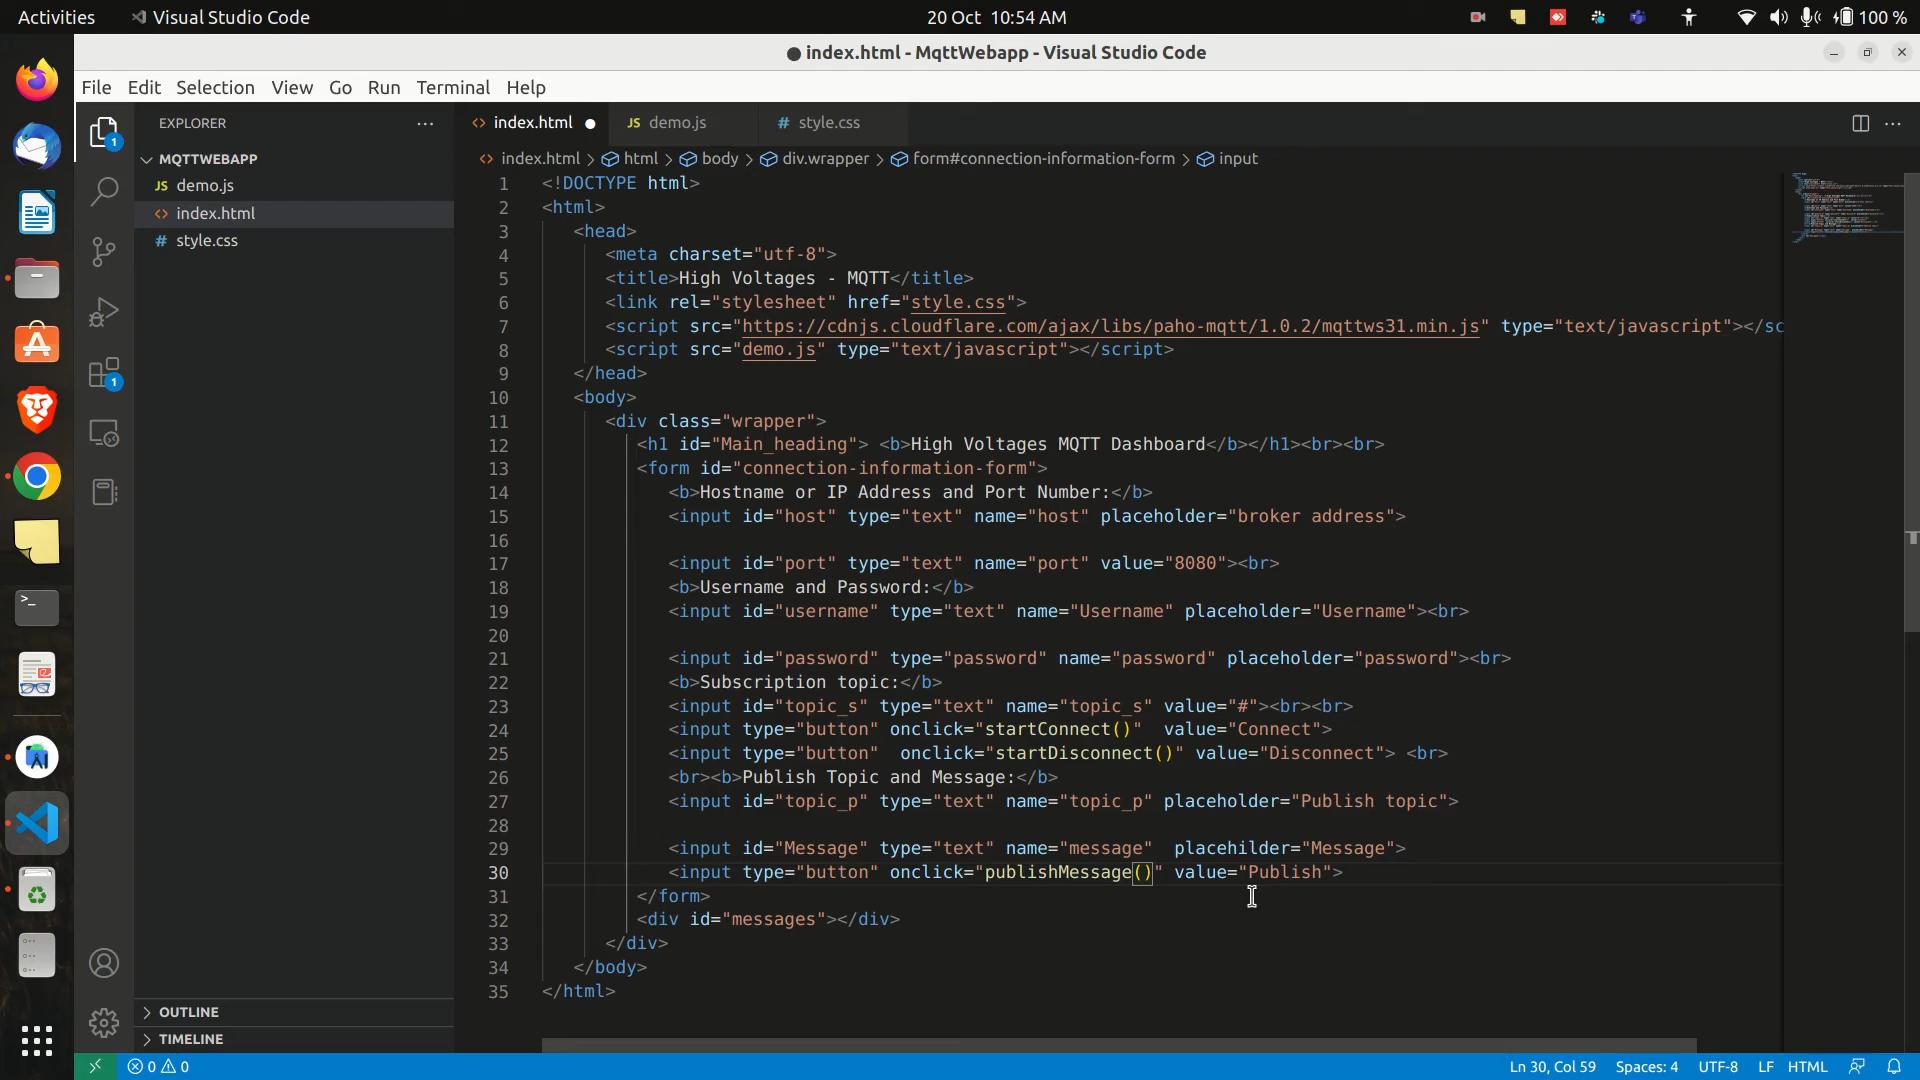 Activities
Visual Studio Code
20 Oct 10:54 AM
100 %
● index.html - MqttWebapp - Visual Studio Code
File Edit Selection View Go Run Terminal Help
EXPLORER
···
MQTTWEBAPP
JS demo.js
<> index.html
# style.css
OUTLINE
TIMELINE
<> index.html ●
JS demo.js
# style.css
<> index.html > html > body > div.wrapper > form#connection-information-form > input
1 <!DOCTYPE html>
2 <html>
3 <head>
4 <meta charset="utf-8">
5 <title>High Voltages - MQTT</title>
6 <link rel="stylesheet" href="style.css">
7 <script src="https://cdnjs.cloudflare.com/ajax/libs/paho-mqtt/1.0.2/mqttws31.min.js" type="text/javascript"></sc
8 <script src="demo.js" type="text/javascript"></script>
9 </head>
10 <body>
11 <div class="wrapper">
12 <h1 id="Main_heading"> <b>High Voltages MQTT Dashboard</b></h1><br><br>
13 <form id="connection-information-form">
14 <b>Hostname or IP Address and Port Number:</b>
15 <input id="host" type="text" name="host" placeholder="broker address">
16
17 <input id="port" type="text" name="port" value="8080"><br>
18 <b>Username and Password:</b>
19 <input id="username" type="text" name="Username" placeholder="Username"><br>
20
21 <input id="password" type="password" name="password" placeholder="password"><br>
22 <b>Subscription topic:</b>
23 <input id="topic_s" type="text" name="topic_s" value="#"><br><br>
24 <input type="button" onclick="startConnect()"  value="Connect">
25 <input type="button"  onclick="startDisconnect()" value="Disconnect"> <br>
26 <br><b>Publish Topic and Message:</b>
27 <input id="topic_p" type="text" name="topic_p" placeholder="Publish topic">
28
29 <input id="Message" type="text" name="message"  placehilder="Message">
30 <input type="button" onclick="publishMessage()" value="Publish">
31 </form>
32 <div id="messages"></div>
33 </div>
34 </body>
35 </html>
1
1
0 0
Ln 30, Col 59
Spaces: 4
UTF-8
LF
HTML